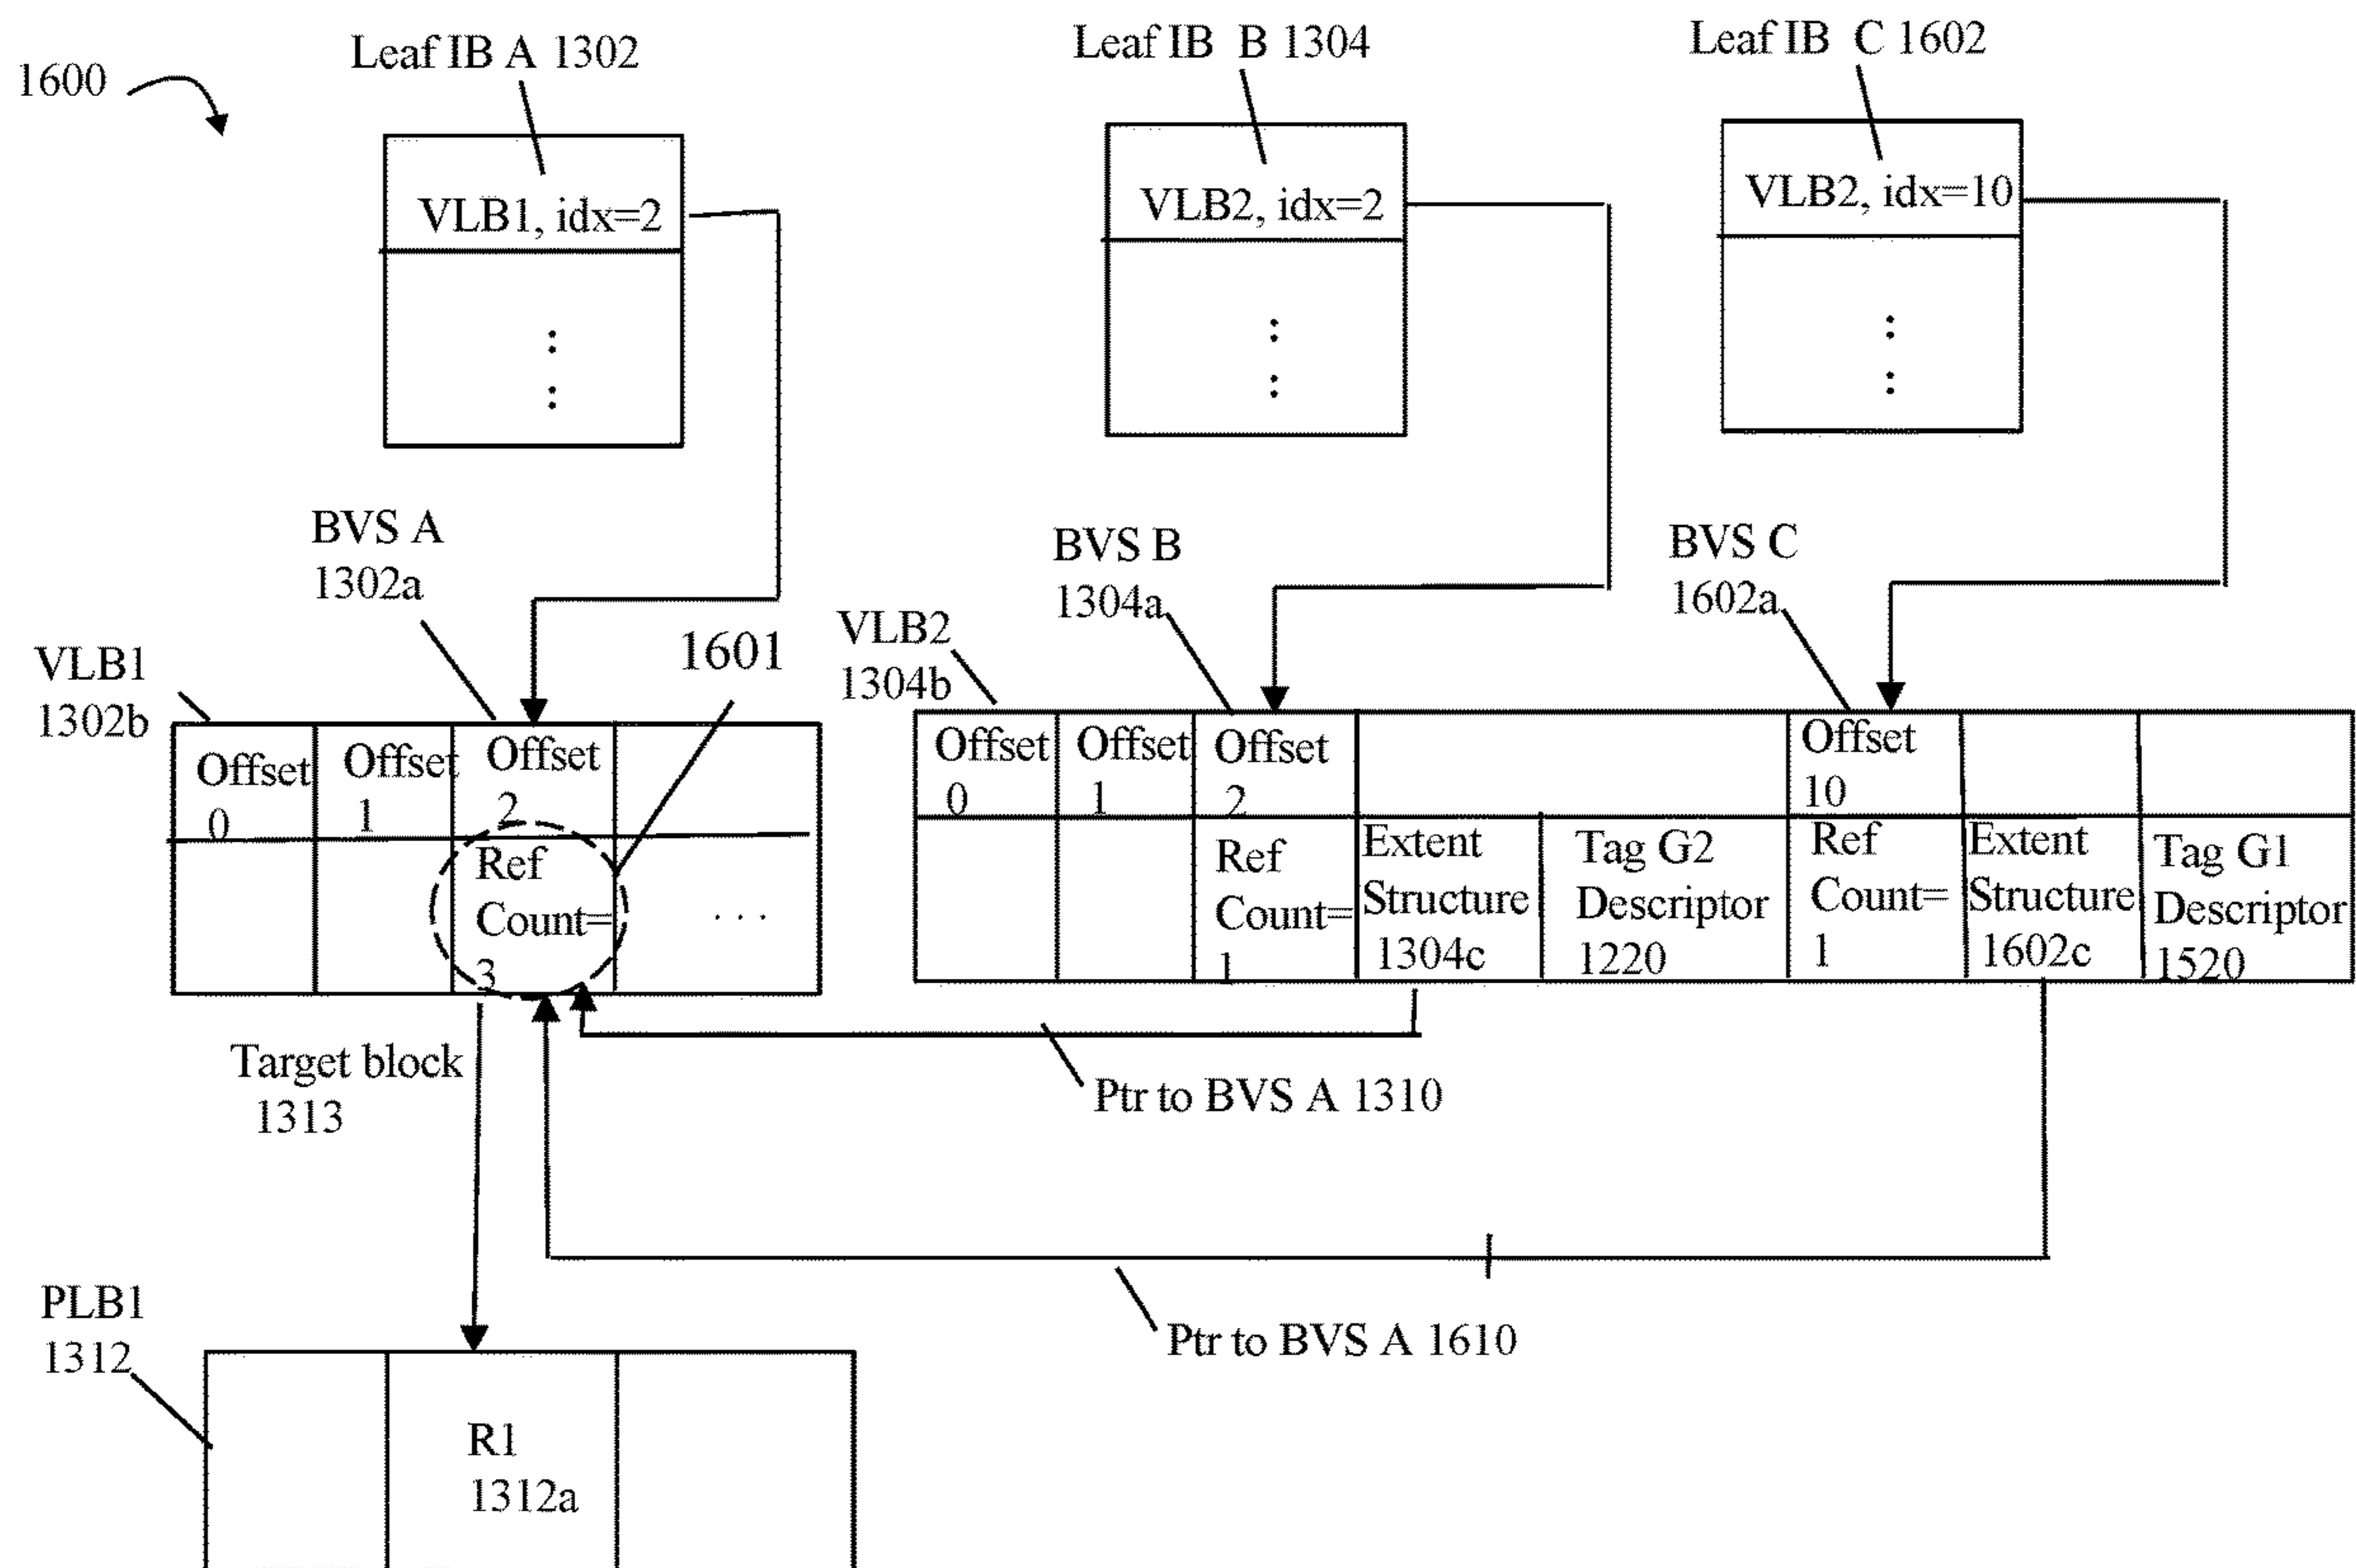 1600
Leaf IB A 1302
Leaf IB B 1304
Leaf IB C 1602
VLB1, idx=2
VLB2, idx=2
VLB2, idx=10
BVS A
1302a
BVS B
1304a
BVS C
1602a
1601
VLB1
1302b
VLB2
1304b
Offset
0
Offset
1
Offset
2
Ref
Count=
3
. . .
Offset
0
Offset
1
Offset
2
Offset
10
Ref
Count=
1
Extent
Structure
1304c
Tag G2
Descriptor
1220
Ref
Count=
1
Extent
Structure
1602c
Tag G1
Descriptor
1520
Target block
1313
Ptr to BVS A 1310
Ptr to BVS A 1610
PLB1
1312
R1
1312a